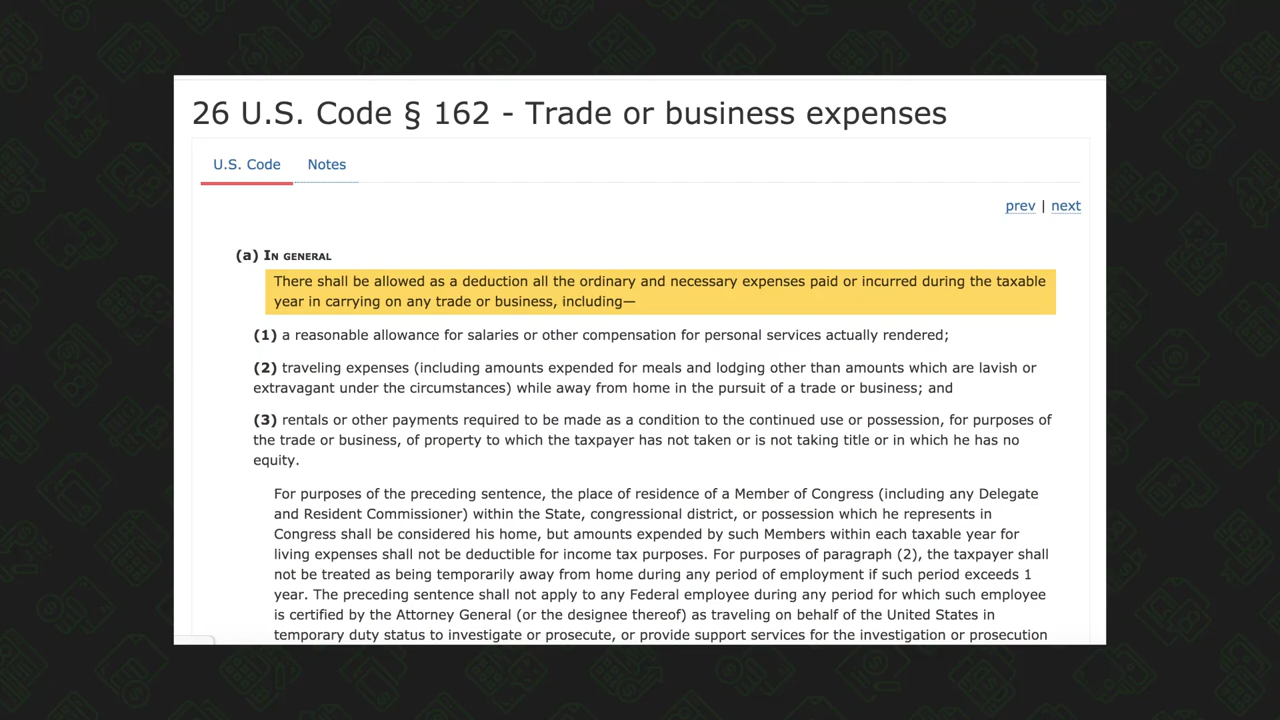 26 U.S. Code § 162 - Trade or business expenses
U.S. Code Notes
prev | next
(a) IN GENERAL
There shall be allowed as a deduction all the ordinary and necessary expenses paid or incurred during the taxable
year in carrying on any trade or business, including—
(1) a reasonable allowance for salaries or other compensation for personal services actually rendered;
(2) traveling expenses (including amounts expended for meals and lodging other than amounts which are lavish or
extravagant under the circumstances) while away from home in the pursuit of a trade or business; and
(3) rentals or other payments required to be made as a condition to the continued use or possession, for purposes of
the trade or business, of property to which the taxpayer has not taken or is not taking title or in which he has no
equity.
For purposes of the preceding sentence, the place of residence of a Member of Congress (including any Delegate
and Resident Commissioner) within the State, congressional district, or possession which he represents in
Congress shall be considered his home, but amounts expended by such Members within each taxable year for
living expenses shall not be deductible for income tax purposes. For purposes of paragraph (2), the taxpayer shall
not be treated as being temporarily away from home during any period of employment if such period exceeds 1
year. The preceding sentence shall not apply to any Federal employee during any period for which such employee
is certified by the Attorney General (or the designee thereof) as traveling on behalf of the United States in
temporary duty status to investigate or prosecute, or provide support services for the investigation or prosecution